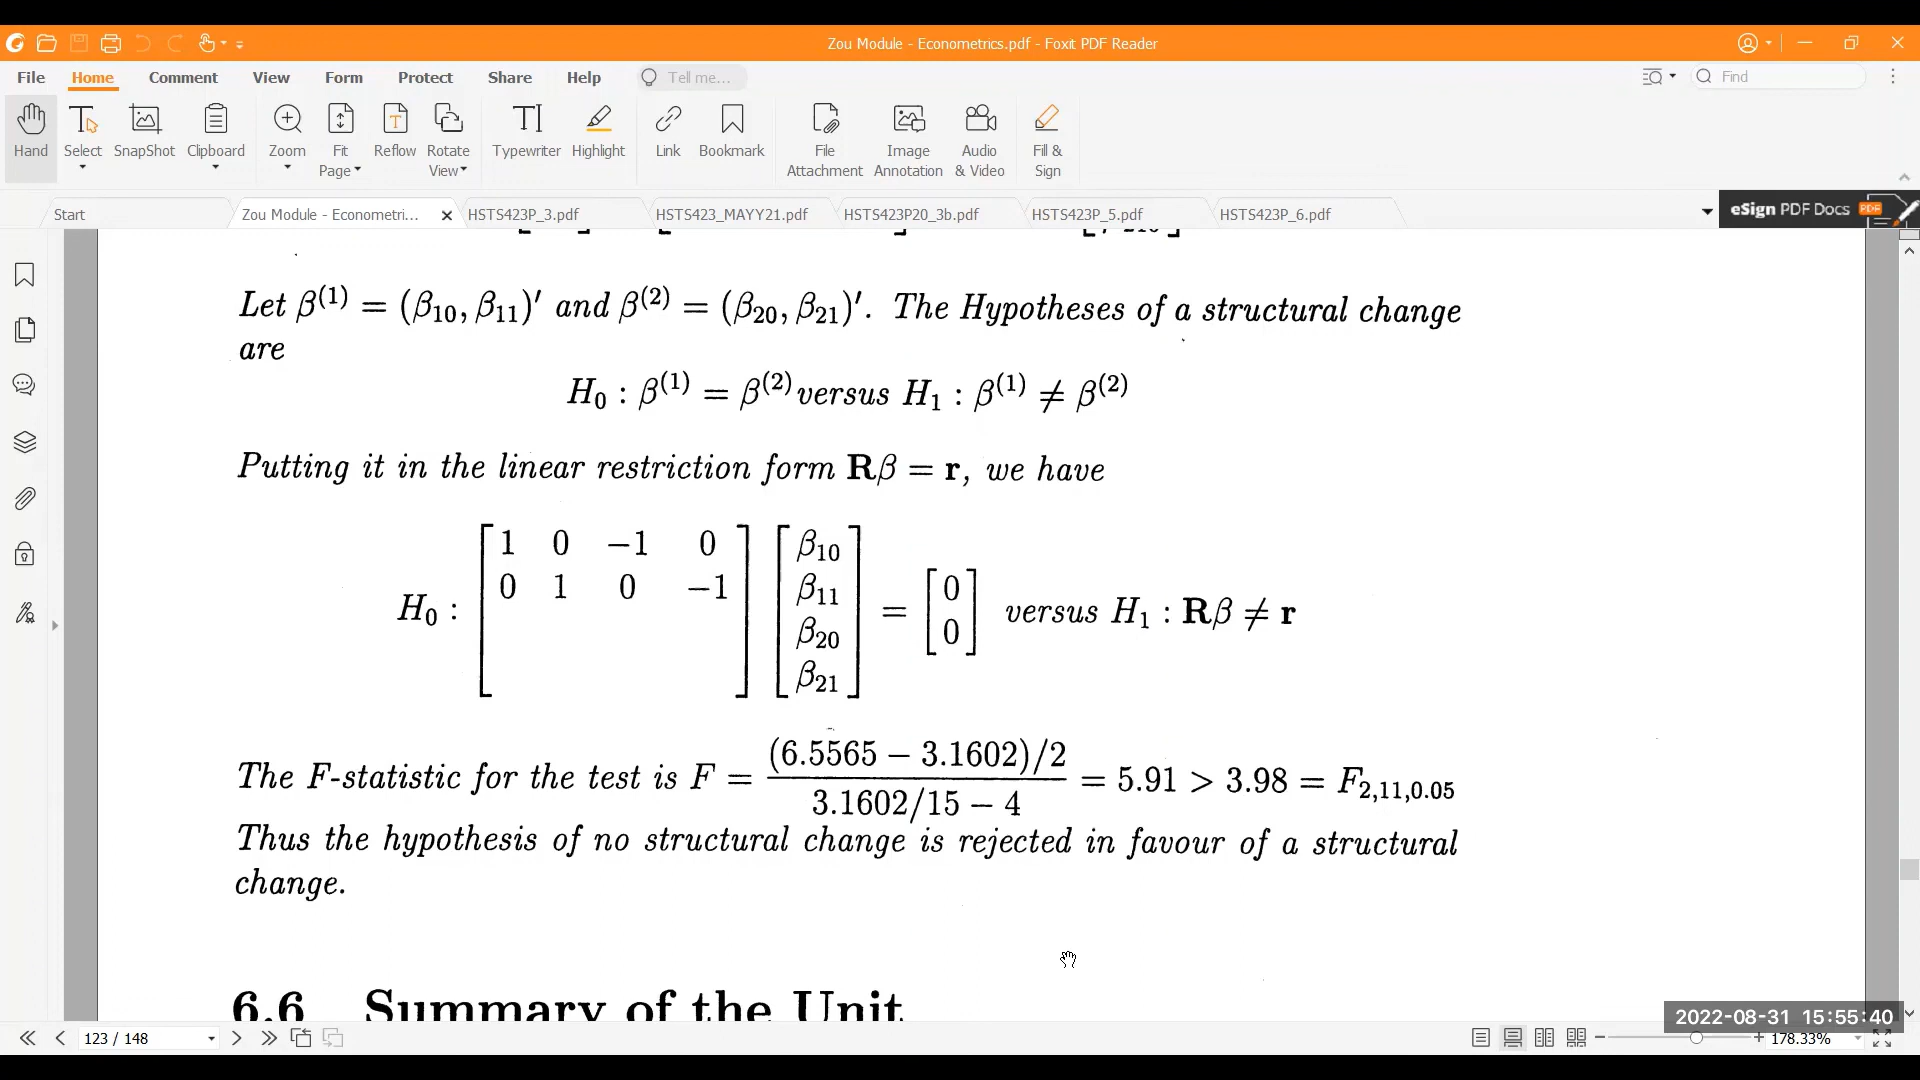 Zou Module - Econometrics.pdf - Foxit PDF Reader
File Home Comment View Form Protect Share Help Tell me... Find
Hand Select SnapShot Clipboard Zoom Fit Page Reflow Rotate View Typewriter Highlight Link Bookmark File Attachment Image Annotation Audio & Video Fill & Sign
Start Zou Module - Econometri... HSTS423P_3.pdf HSTS423_MAYY21.pdf HSTS423P20_3b.pdf HSTS423P_5.pdf HSTS423P_6.pdf eSign PDF Docs PDF
Let β⁽¹⁾ = (β₁₀, β₁₁)′ and β⁽²⁾ = (β₂₀, β₂₁)′. The Hypotheses of a structural change
are
H₀ : β⁽¹⁾ = β⁽²⁾ versus H₁ : β⁽¹⁾ ≠ β⁽²⁾
Putting it in the linear restriction form Rβ = r, we have
H₀ : [1 0 −1 0; 0 1 0 −1] [β₁₀; β₁₁; β₂₀; β₂₁] = [0; 0] versus H₁ : Rβ ≠ r
The F-statistic for the test is F = (6.5565 − 3.1602)/2 / 3.1602/15 − 4 = 5.91 > 3.98 = F₂,₁₁,₀.₀₅
Thus the hypothesis of no structural change is rejected in favour of a structural
change.
6.6 Summary of the Unit
2022-08-31 15:55:40
123 / 148 178.33%